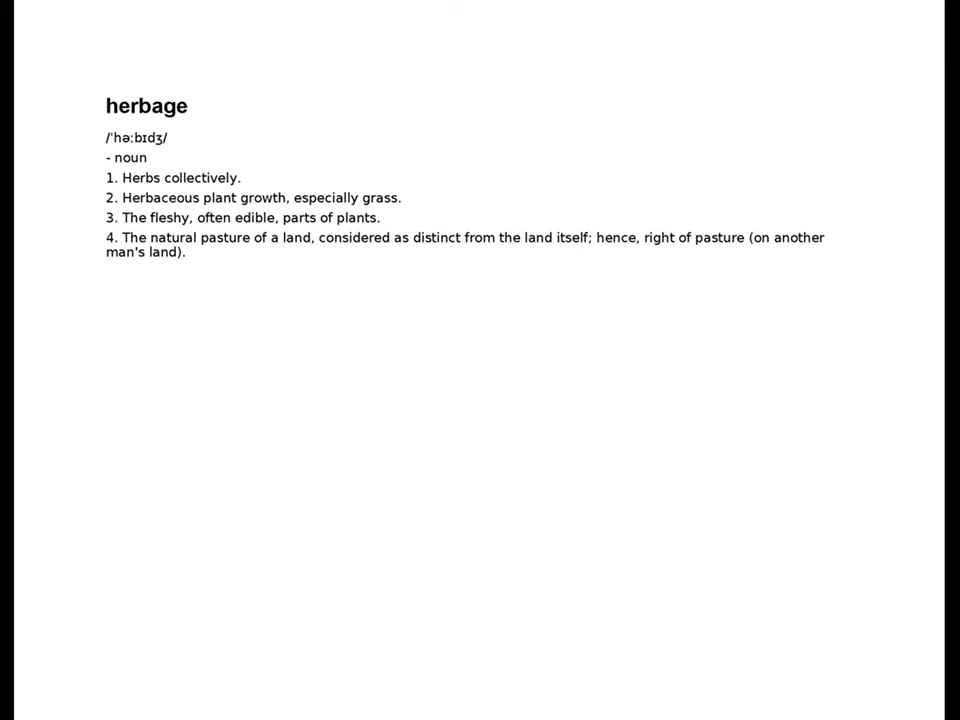 herbage
/ˈhə:bɪdʒ/
- noun
1. Herbs collectively.
2. Herbaceous plant growth, especially grass.
3. The fleshy, often edible, parts of plants.
4. The natural pasture of a land, considered as distinct from the land itself; hence, right of pasture (on another
man's land).